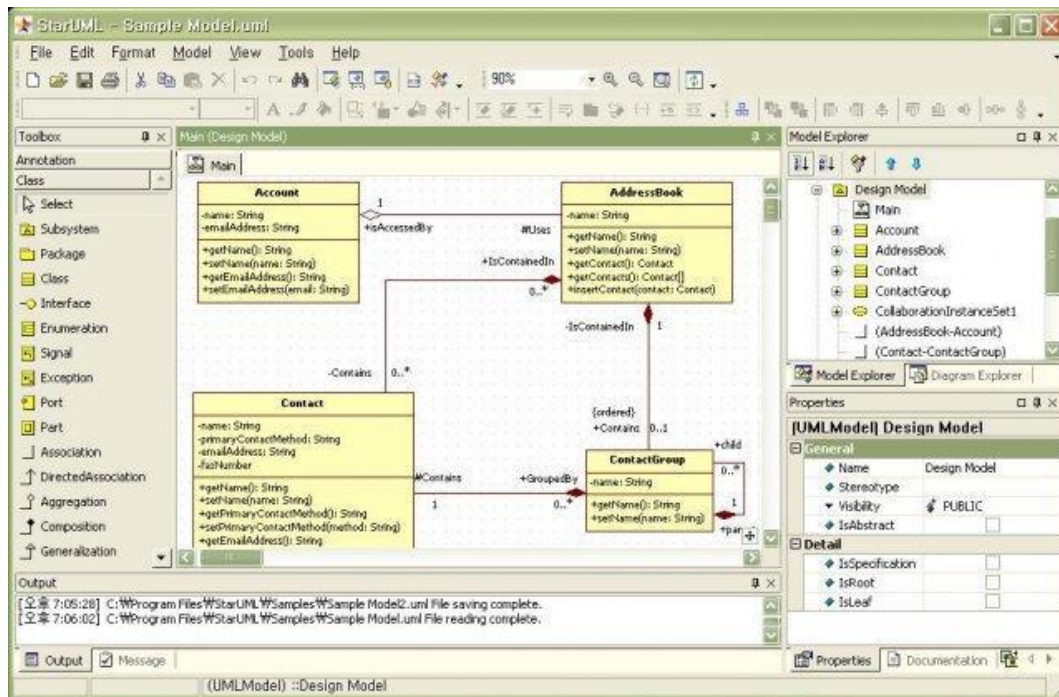 StarUML - Sample Model.uml
File Edit Format Model View Tools Help
90%
Toolbox
Annotation
Class
Select
Subsystem
Package
Class
Interface
Enumeration
Signal
Exception
Port
Part
Association
DirectedAssociation
Aggregation
Composition
Generalization
Main (Design Model)
Main
Account
-name: String
-emailAddress: String
+getName(): String
+setName(name: String)
+getEmailAddress(): String
+setEmailAddress(email: String)
1
+isAccessedBy
#Uses
AddressBook
-name: String
+getName(): String
+setName(name: String)
+getContact(): Contact
+getContacts(): Contact[]
+insertContact(contact: Contact)
+IsContainedIn
0..*
-IsContainedIn
1
-Contains
0..*
Contact
-name: String
-primaryContactMethod: String
-emailAddress: String
-faxNumber
+getName(): String
+setName(name: String)
+getPrimaryContactMethod()
+setPrimaryContactMethod(method: String)
+getEmailAddress(): String
#Contains
1
+GroupedBy
0..*
{ordered}
+Contains
0..1
ContactGroup
-name: String
+getName(): String
+setName(name: String)
+child
0..*
1
+par
Model Explorer
Design Model
Main
Account
AddressBook
Contact
ContactGroup
CollaborationInstanceSet1
(AddressBook-Account)
(Contact-ContactGroup)
Model Explorer Diagram Explorer
Properties
[UMLModel] Design Model
General
Name Design Model
Stereotype
Visibility PUBLIC
IsAbstract
Detail
IsSpecification
IsRoot
IsLeaf
Properties Documentation
Output
[오후 7:05:28] C:₩Program Files₩StarUML₩Samples₩Sample Model2.uml File saving complete.
[오후 7:06:02] C:₩Program Files₩StarUML₩Samples₩Sample Model.uml File reading complete.
Output Message
(UMLModel) ::Design Model